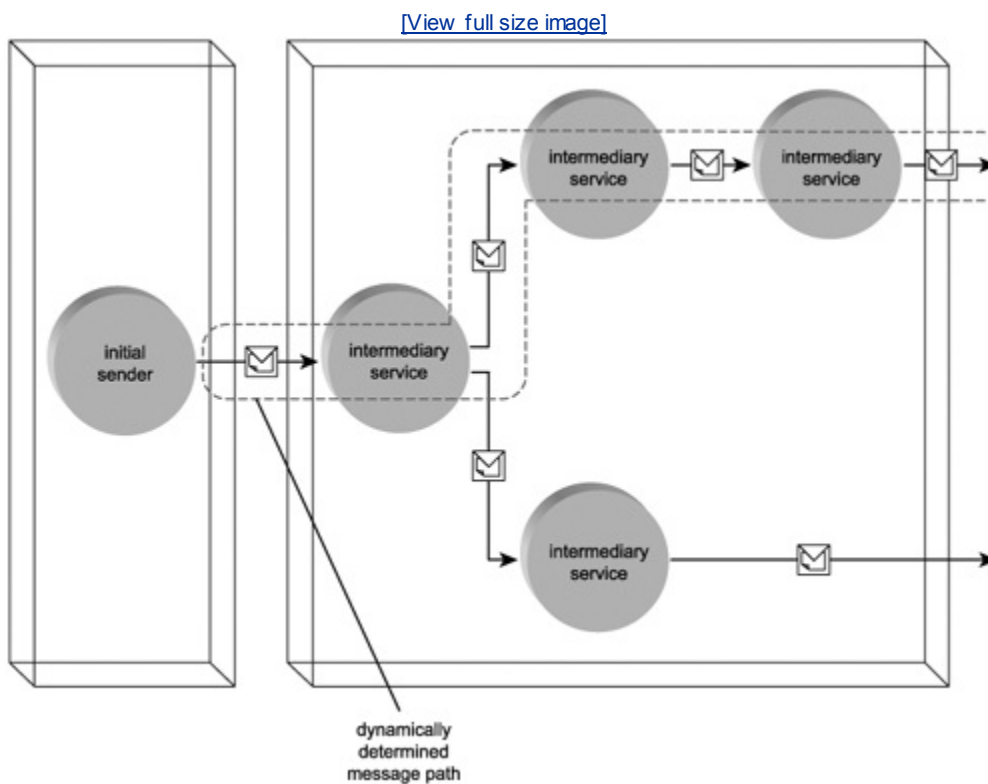 [View full size image]
intermediary
service
intermediary
service
initial
sender
intermediary
service
intermediary
service
dynamically
determined
message path